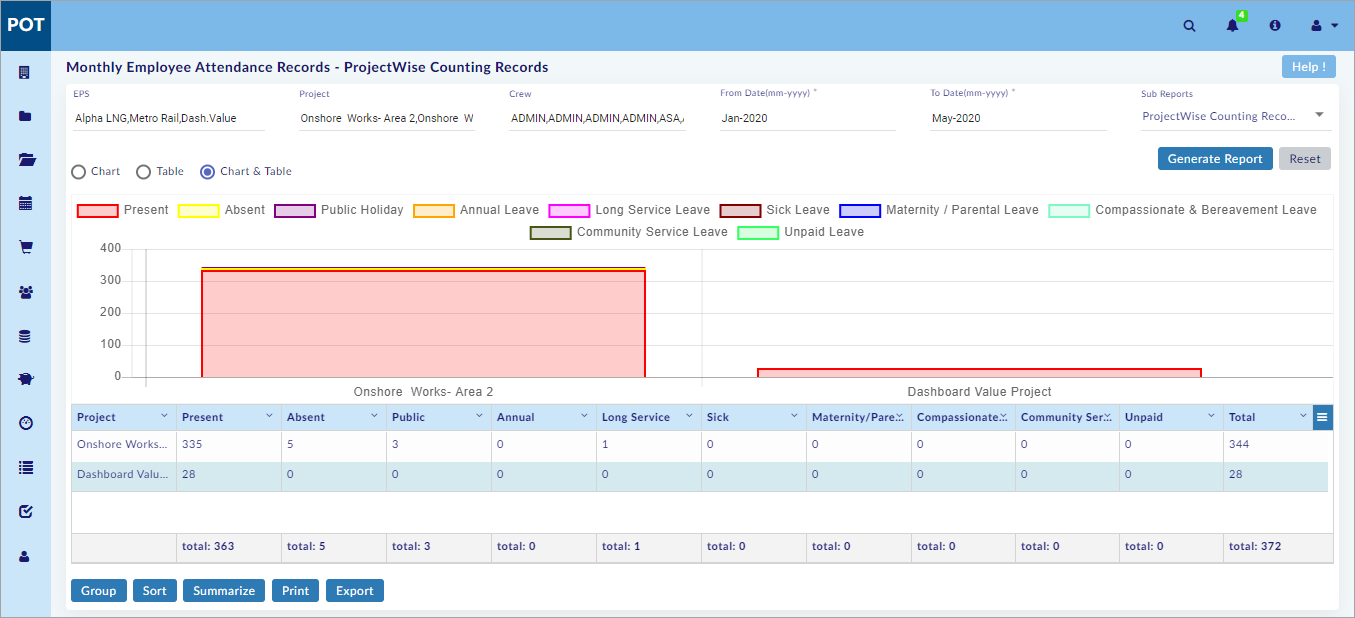 POT
4
Monthly Employee Attendance Records - ProjectWise Counting Records
Help !
EPS Project Crew From Date(mm-yyyy) * To Date(mm-yyyy) * Sub Reports
Alpha LNG,Metro Rail,Dash.Value Onshore Works- Area 2,Onshore W ADMIN,ADMIN,ADMIN,ADMIN,ASA, Jan-2020 May-2020 ProjectWise Counting Reco...
Generate Report Reset
Chart Table Chart & Table
Present Absent Public Holiday Annual Leave Long Service Leave Sick Leave Maternity / Parental Leave Compassionate & Bereavement Leave
Community Service Leave Unpaid Leave
400
300
200
100
0
Onshore Works- Area 2 Dashboard Value Project
Project Present Absent Public Annual Long Service Sick Maternity/Pare... Compassionate... Community Ser... Unpaid Total
Onshore Works... 335 5 3 0 1 0 0 0 0 0 344
Dashboard Valu... 28 0 0 0 0 0 0 0 0 0 28
total: 363 total: 5 total: 3 total: 0 total: 1 total: 0 total: 0 total: 0 total: 0 total: 0 total: 372
Group Sort Summarize Print Export